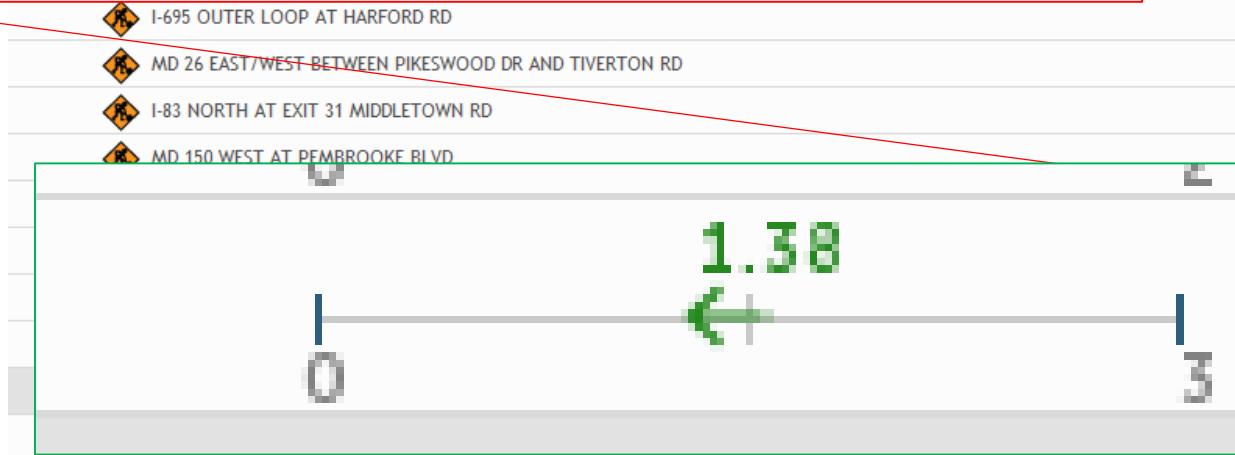 I-695 OUTER LOOP AT HARFORD RD
MD 26 EAST/WEST BETWEEN PIKESWOOD DR AND TIVERTON RD
I-83 NORTH AT EXIT 31 MIDDLETOWN RD
MD 150 WEST AT PEMBROOKE BLVD
1.38
0 3